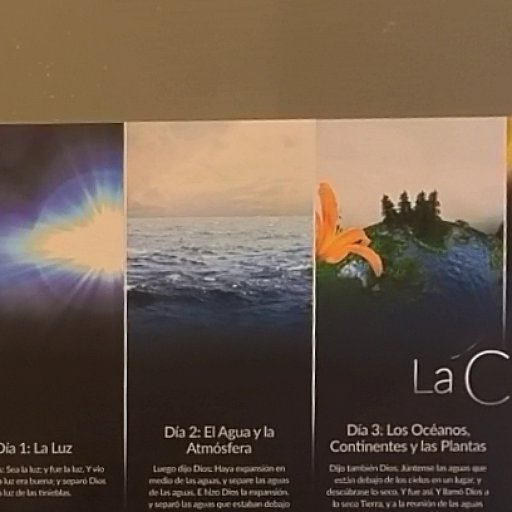 La C
Día 1: La Luz
: Sea la luz; y fue la luz. Y vio
luz era buena; y separó Dios
luz de las tinieblas.
Día 2: El Agua y la
Atmósfera
Luego dijo Dios: Haya expansión en
medio de las aguas, y separe las aguas
de las aguas. E hizo Dios la expansión,
y separó las aguas que estaban debajo
Día 3: Los Océanos,
Continentes y las Plantas
Dijo también Dios: Júntense las aguas que
están debajo de los cielos en un lugar, y
descúbrase lo seco. Y fue así. Y llamó Dios a
lo seco Tierra, y a la reunión de las aguas